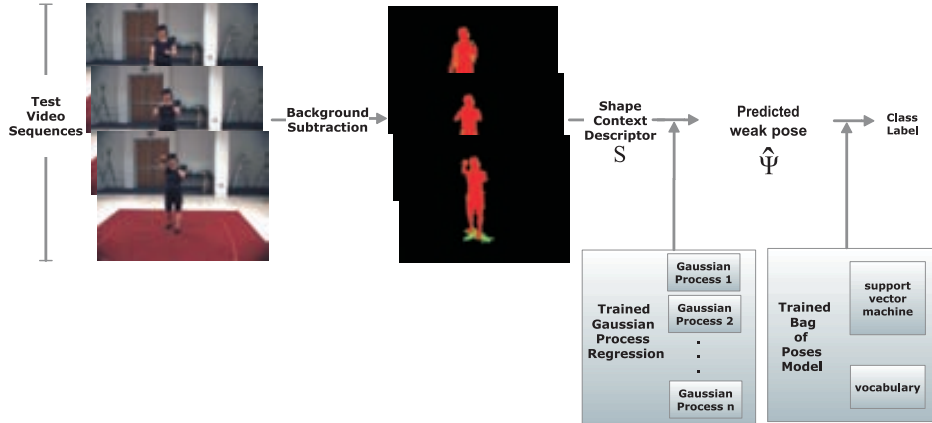 Test
Video
Sequences
Background
Subtraction
Shape
Context
Descriptor
S
Predicted
weak pose
Ψ̂
Class
Label
Trained
Gaussian
Process
Regression
Gaussian
Process 1
Gaussian
Process 2
.
.
.
Gaussian
Process n
Trained
Bag
of
Poses
Model
support
vector
machine
vocabulary